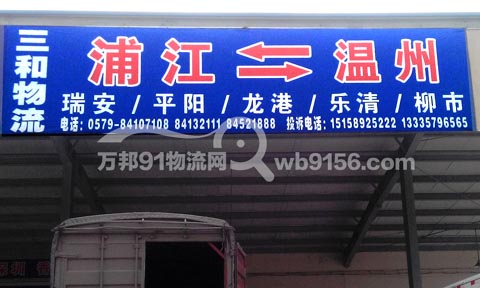 三和物流
浦江 温州
瑞安 / 平阳 / 龙港 / 乐清 / 柳市
电话：0579-84107108 84132111 84521888 投诉电话：15158925222 13335796565
万邦91物流网 wb9156.com